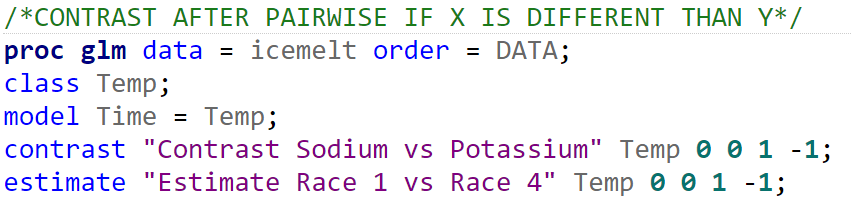 /*CONTRAST AFTER PAIRWISE IF X IS DIFFERENT THAN Y*/
proc glm data = icemelt order = DATA;
class Temp;
model Time = Temp;
contrast "Contrast Sodium vs Potassium" Temp 0 0 1 -1;
estimate "Estimate Race 1 vs Race 4" Temp 0 0 1 -1;